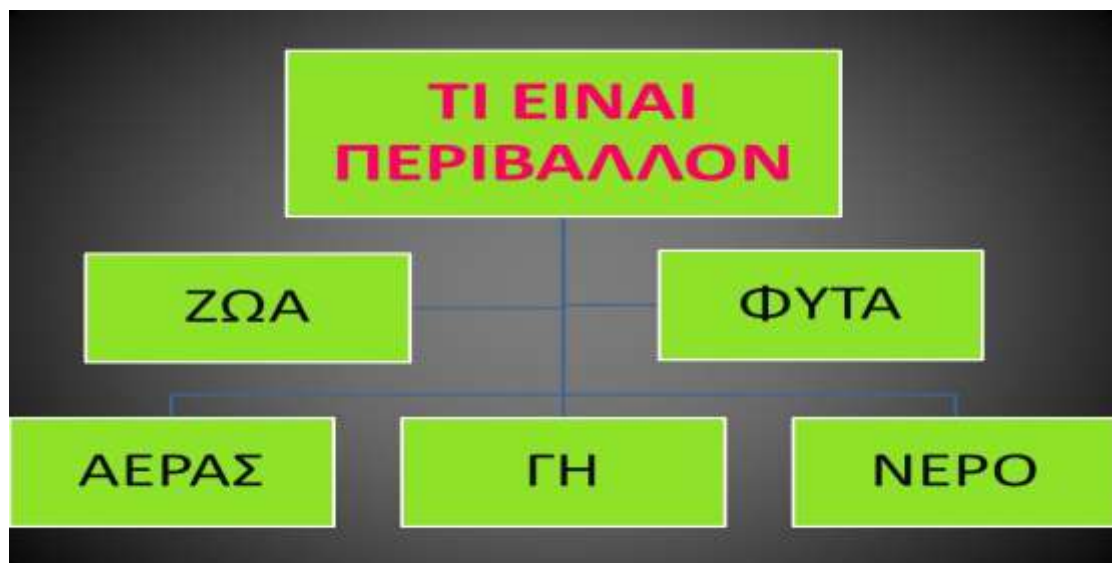 ΤΙ ΕΙΝΑΙ
ΠΕΡΙΒΑΛΛΟΝ
ΖΩΑ
ΦΥΤΑ
ΑΕΡΑΣ
ΓΗ
ΝΕΡΟ